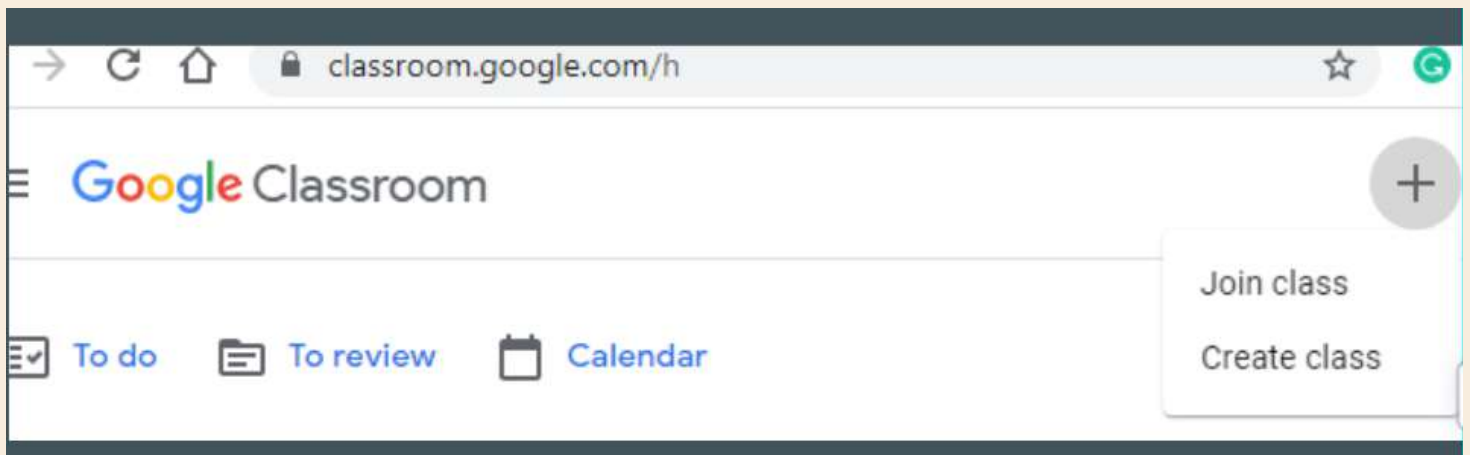 classroom.google.com/h
Google Classroom
Join class
Create class
To do To review Calendar